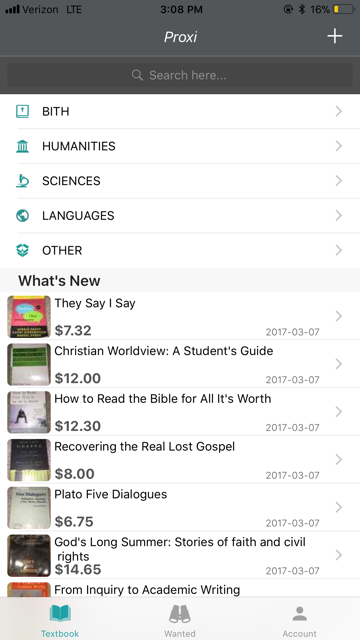 Verizon LTE 3:08 PM 16%
Proxi
Search here...
BITH
HUMANITIES
SCIENCES
LANGUAGES
OTHER
What's New
They Say I Say
$7.32 2017-03-07
Christian Worldview: A Student's Guide
$12.00 2017-03-07
How to Read the Bible for All It's Worth
$12.30 2017-03-07
Recovering the Real Lost Gospel
$8.00 2017-03-07
Plato Five Dialogues
$6.75 2017-03-07
God's Long Summer: Stories of faith and civil
rights
$14.65 2017-03-07
From Inquiry to Academic Writing
Textbook Wanted Account